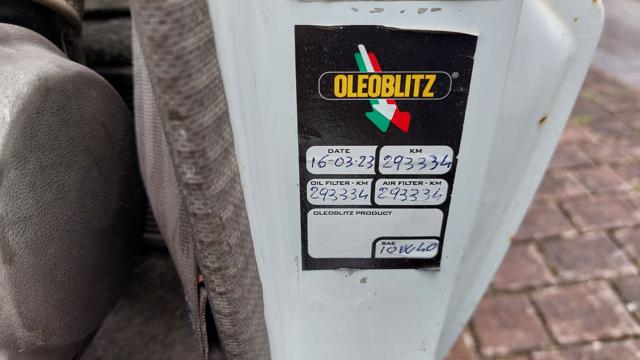 OLEOBLITZ®
DATE KM
16-03-23 293334
OIL FILTER - KM AIR FILTER - KM
293334 293334
OLEOBLITZ PRODUCT
SAE
10W40